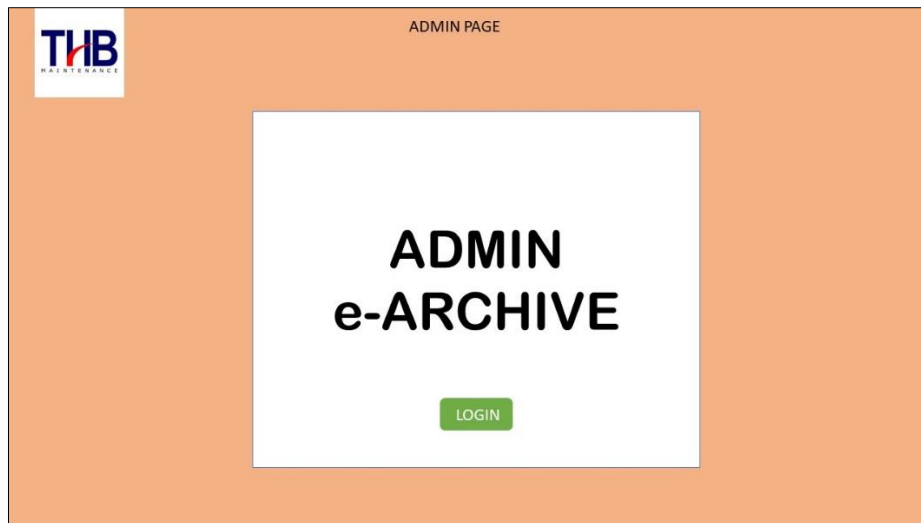 THB
MAINTENANCE
ADMIN PAGE
ADMIN
e-ARCHIVE
LOGIN